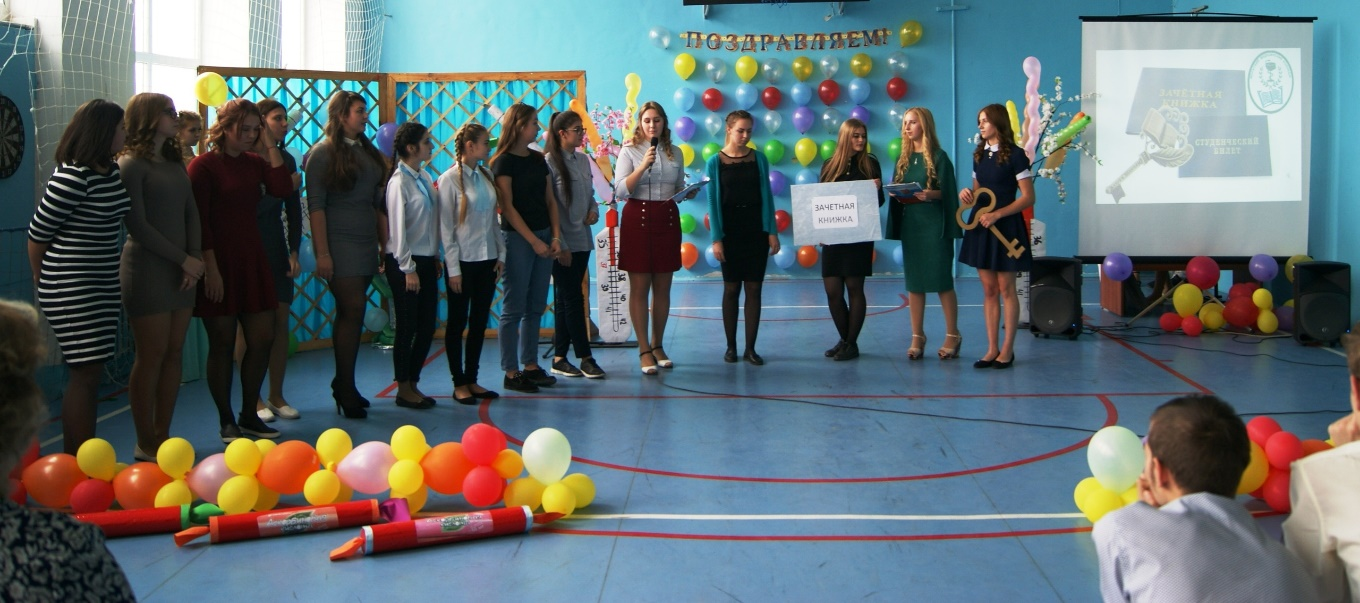 ПОЗДРАВЛЯЕМ!
ЗАЧЕТНАЯ
КНИЖКА
ЗАЧЕТНАЯ
КНИЖКА
СТУДЕНЧЕСКИЙ
БИЛЕТ